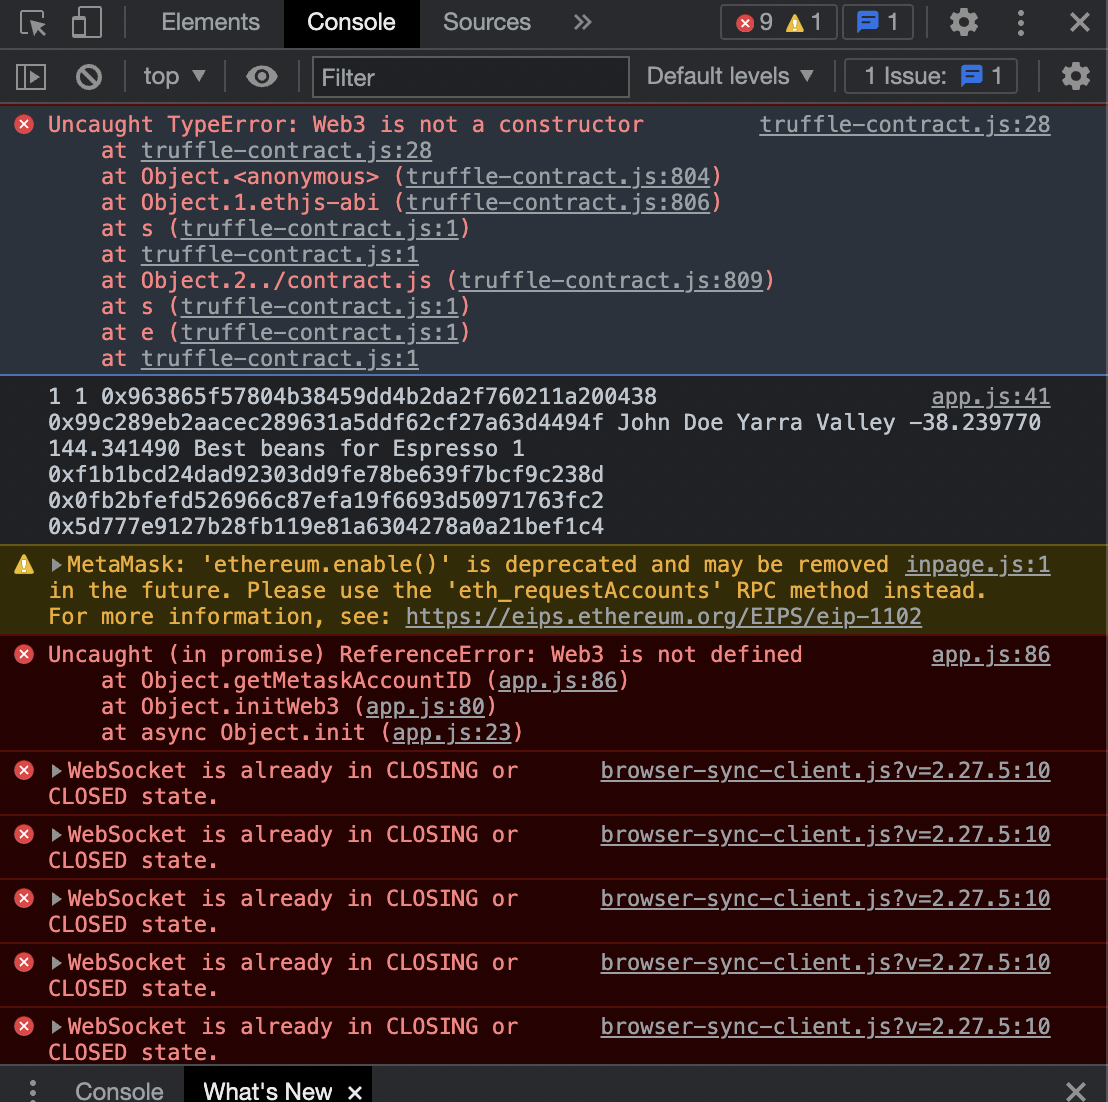 Elements Console Sources » 9 1 1
top ▼ Filter Default levels ▼ 1 Issue: 1
Uncaught TypeError: Web3 is not a constructor truffle-contract.js:28
at truffle-contract.js:28
at Object.<anonymous> (truffle-contract.js:804)
at Object.1.ethjs-abi (truffle-contract.js:806)
at s (truffle-contract.js:1)
at truffle-contract.js:1
at Object.2../contract.js (truffle-contract.js:809)
at s (truffle-contract.js:1)
at e (truffle-contract.js:1)
at truffle-contract.js:1
1 1 0x963865f57804b38459dd4b2da2f760211a200438 app.js:41
0x99c289eb2aacec289631a5ddf62cf27a63d4494f John Doe Yarra Valley -38.239770
144.341490 Best beans for Espresso 1
0xf1b1bcd24dad92303dd9fe78be639f7bcf9c238d
0x0fb2bfefd526966c87efa19f6693d50971763fc2
0x5d777e9127b28fb119e81a6304278a0a21bef1c4
MetaMask: 'ethereum.enable()' is deprecated and may be removed inpage.js:1
in the future. Please use the 'eth_requestAccounts' RPC method instead.
For more information, see: https://eips.ethereum.org/EIPS/eip-1102
Uncaught (in promise) ReferenceError: Web3 is not defined app.js:86
at Object.getMetaskAccountID (app.js:86)
at Object.initWeb3 (app.js:80)
at async Object.init (app.js:23)
WebSocket is already in CLOSING or browser-sync-client.js?v=2.27.5:10
CLOSED state.
WebSocket is already in CLOSING or browser-sync-client.js?v=2.27.5:10
CLOSED state.
WebSocket is already in CLOSING or browser-sync-client.js?v=2.27.5:10
CLOSED state.
WebSocket is already in CLOSING or browser-sync-client.js?v=2.27.5:10
CLOSED state.
WebSocket is already in CLOSING or browser-sync-client.js?v=2.27.5:10
CLOSED state.
Console What's New